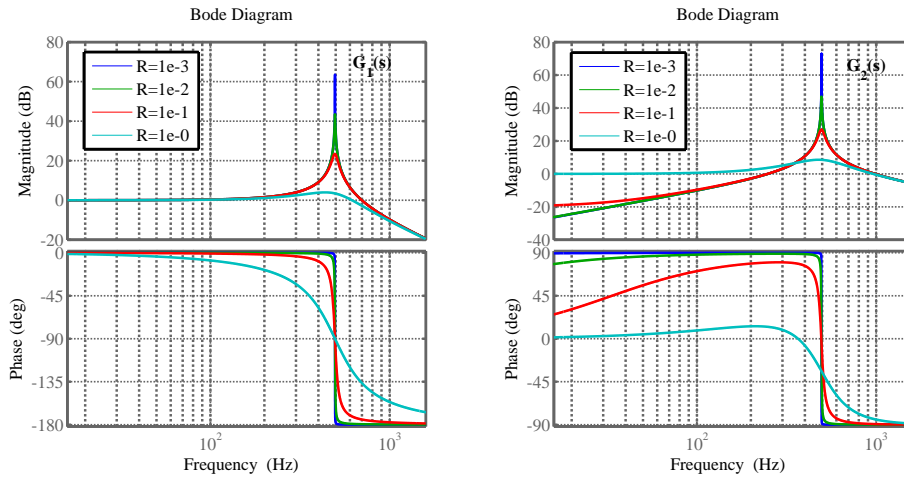 Bode Diagram
Magnitude (dB)
80
60
40
20
0
-20
R=1e-3
R=1e-2
R=1e-1
R=1e-0
G1(s)
Phase (deg)
0
-45
-90
-135
-180
10^2
10^3
Frequency (Hz)
Bode Diagram
Magnitude (dB)
80
60
40
20
0
-20
-40
R=1e-3
R=1e-2
R=1e-1
R=1e-0
G2(s)
Phase (deg)
90
45
0
-45
-90
10^2
10^3
Frequency (Hz)